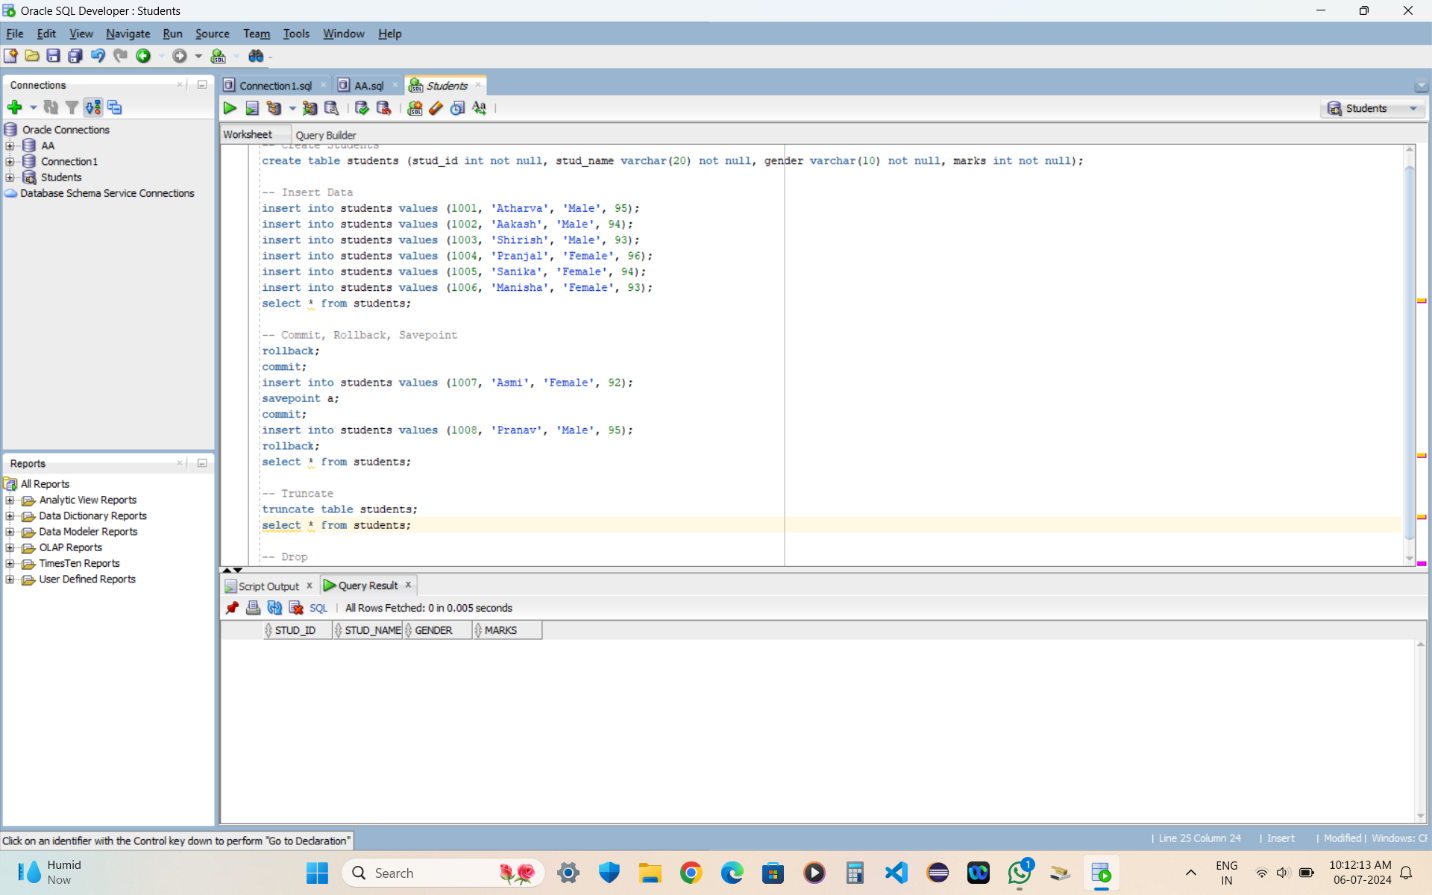 Oracle SQL Developer : Students
File Edit View Navigate Run Source Team Tools Window Help
Connections
Oracle Connections
AA
Connection1
Students
Database Schema Service Connections
Reports
All Reports
Analytic View Reports
Data Dictionary Reports
Data Modeler Reports
OLAP Reports
TimesTen Reports
User Defined Reports
Connection1.sql AA.sql Students
Students
Worksheet Query Builder
-- Create Students
create table students (stud_id int not null, stud_name varchar(20) not null, gender varchar(10) not null, marks int not null);
-- Insert Data
insert into students values (1001, 'Atharva', 'Male', 95);
insert into students values (1002, 'Aakash', 'Male', 94);
insert into students values (1003, 'Shirish', 'Male', 93);
insert into students values (1004, 'Pranjal', 'Female', 96);
insert into students values (1005, 'Sanika', 'Female', 94);
insert into students values (1006, 'Manisha', 'Female', 93);
select * from students;
-- Commit, Rollback, Savepoint
rollback;
commit;
insert into students values (1007, 'Asmi', 'Female', 92);
savepoint a;
commit;
insert into students values (1008, 'Pranav', 'Male', 95);
rollback;
select * from students;
-- Truncate
truncate table students;
select * from students;
-- Drop
Script Output Query Result
SQL | All Rows Fetched: 0 in 0.005 seconds
STUD_ID STUD_NAME GENDER MARKS
Click on an identifier with the Control key down to perform "Go to Declaration"
| Line 25 Column 24 | Insert | Modified | Windows:
Humid
Now
Search
1
ENG
IN
10:12:13 AM
06-07-2024